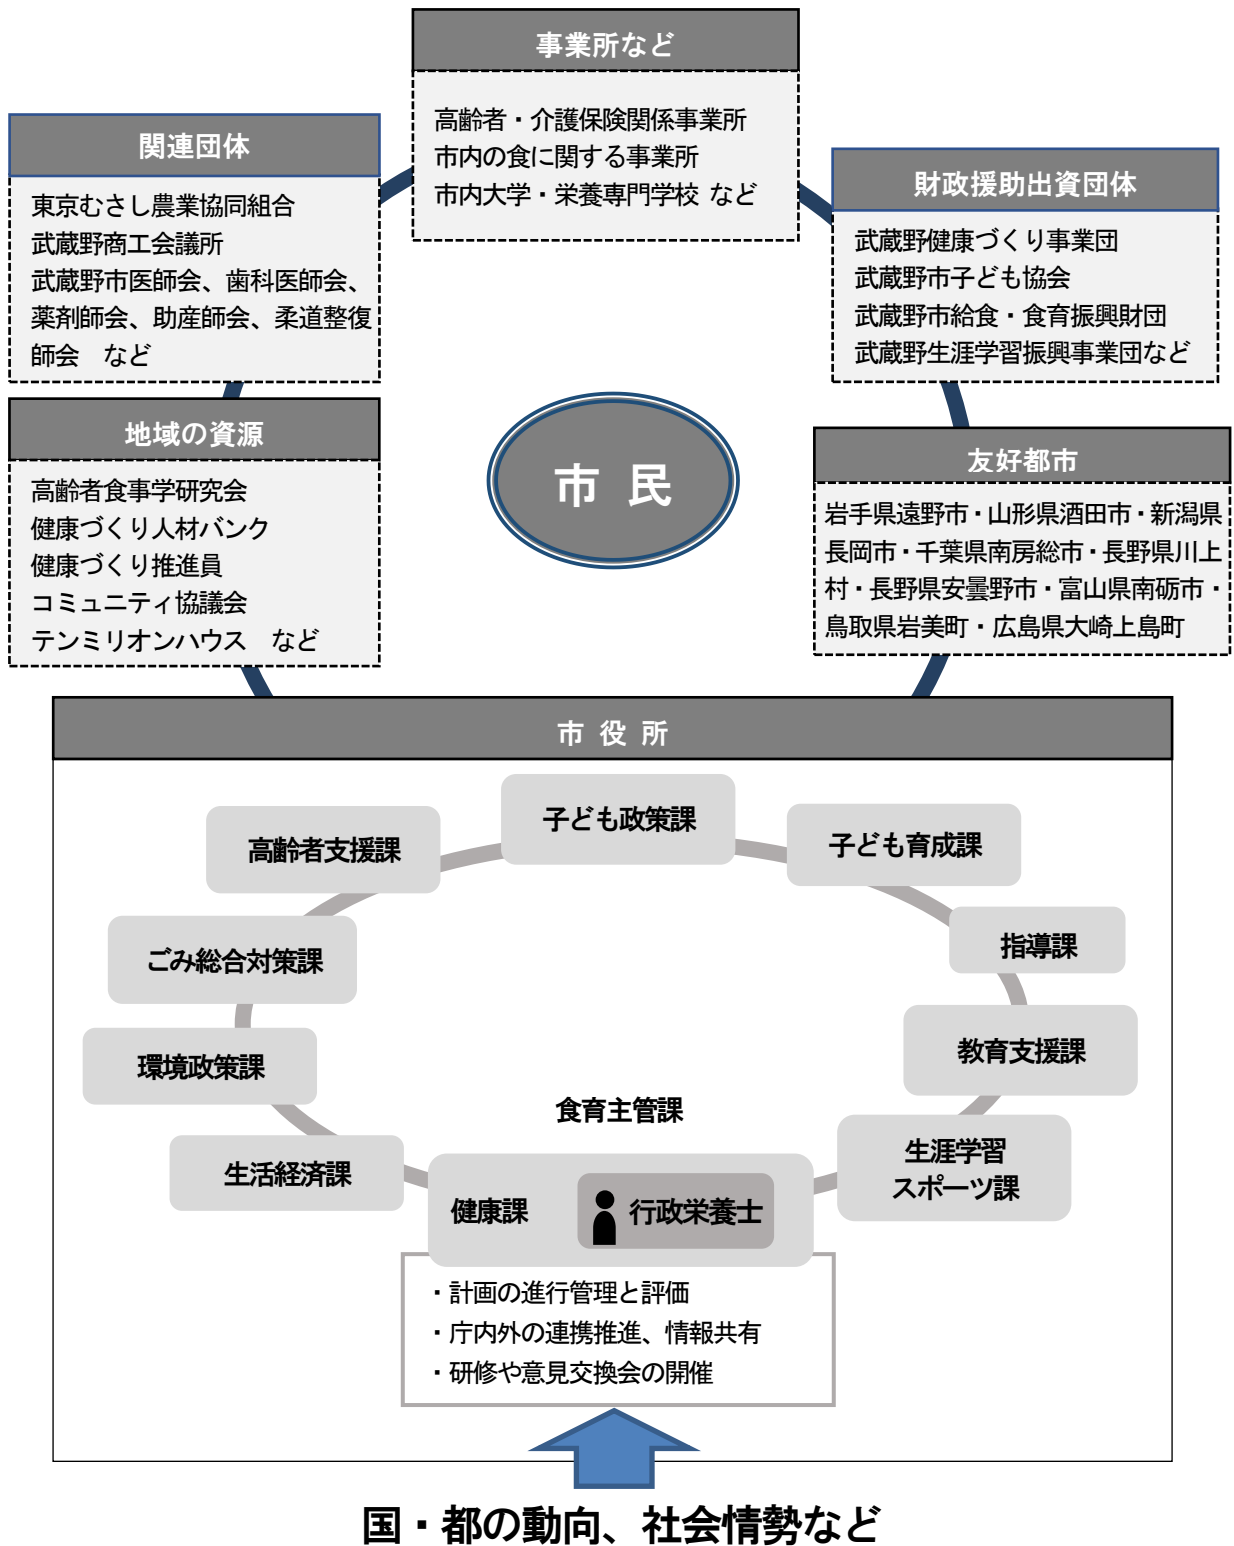 事業所など
高齢者・介護保険関係事業所
市内の食に関する事業所
市内大学・栄養専門学校 など
関連団体
東京むさし農業協同組合
武蔵野商工会議所
武蔵野市医師会、歯科医師会、
薬剤師会、助産師会、柔道整復
師会　など
財政援助出資団体
武蔵野健康づくり事業団
武蔵野市子ども協会
武蔵野市給食・食育振興財団
武蔵野生涯学習振興事業団など
地域の資源
高齢者食事学研究会
健康づくり人材バンク
健康づくり推進員
コミュニティ協議会
テンミリオンハウス　など
市 民
友好都市
岩手県遠野市・山形県酒田市・新潟県
長岡市・千葉県南房総市・長野県川上
村・長野県安曇野市・富山県南砺市・
鳥取県岩美町・広島県大崎上島町
市 役 所
子ども政策課
高齢者支援課
子ども育成課
ごみ総合対策課
指導課
環境政策課
教育支援課
食育主管課
生活経済課
生涯学習
スポーツ課
健康課
行政栄養士
・計画の進行管理と評価
・庁内外の連携推進、情報共有
・研修や意見交換会の開催
国・都の動向、社会情勢など